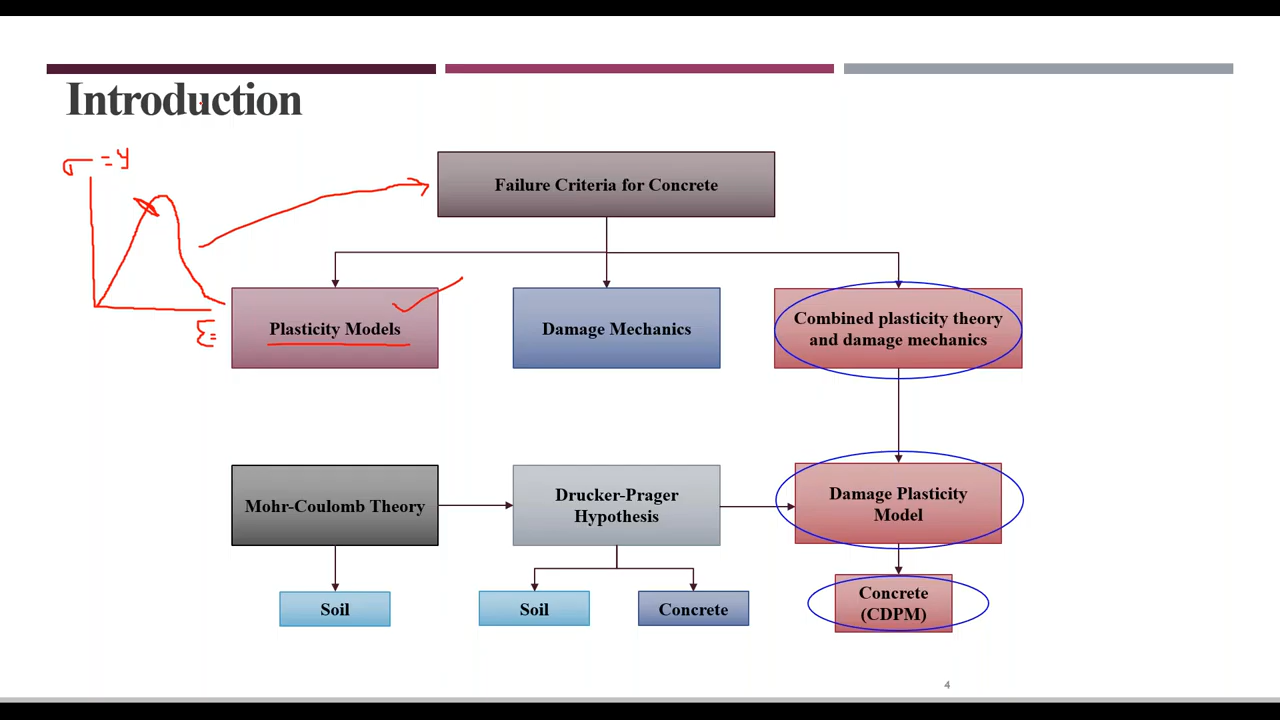 Introduction
σ = y
Failure Criteria for Concrete
Plasticity Models
Damage Mechanics
Combined plasticity theory
and damage mechanics
Mohr-Coulomb Theory
Drucker-Prager
Hypothesis
Damage Plasticity
Model
Soil
Soil
Concrete
Concrete
(CDPM)
4